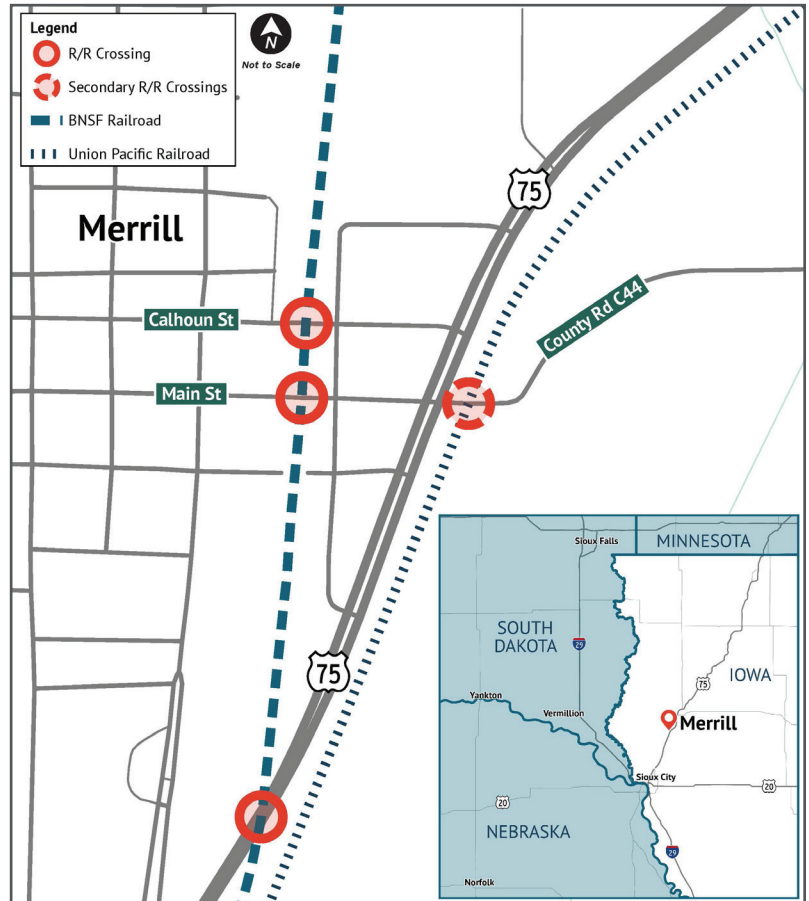 Legend
R/R Crossing
Secondary R/R Crossings
BNSF Railroad
Union Pacific Railroad
N
Not to Scale
75
Merrill
Calhoun St
County Rd C44
Main St
75
Sioux Falls
MINNESOTA
SOUTH
DAKOTA
29
IOWA
75
Yankton
Vermillion
Merrill
Sioux City
20
20
NEBRASKA
29
Norfolk